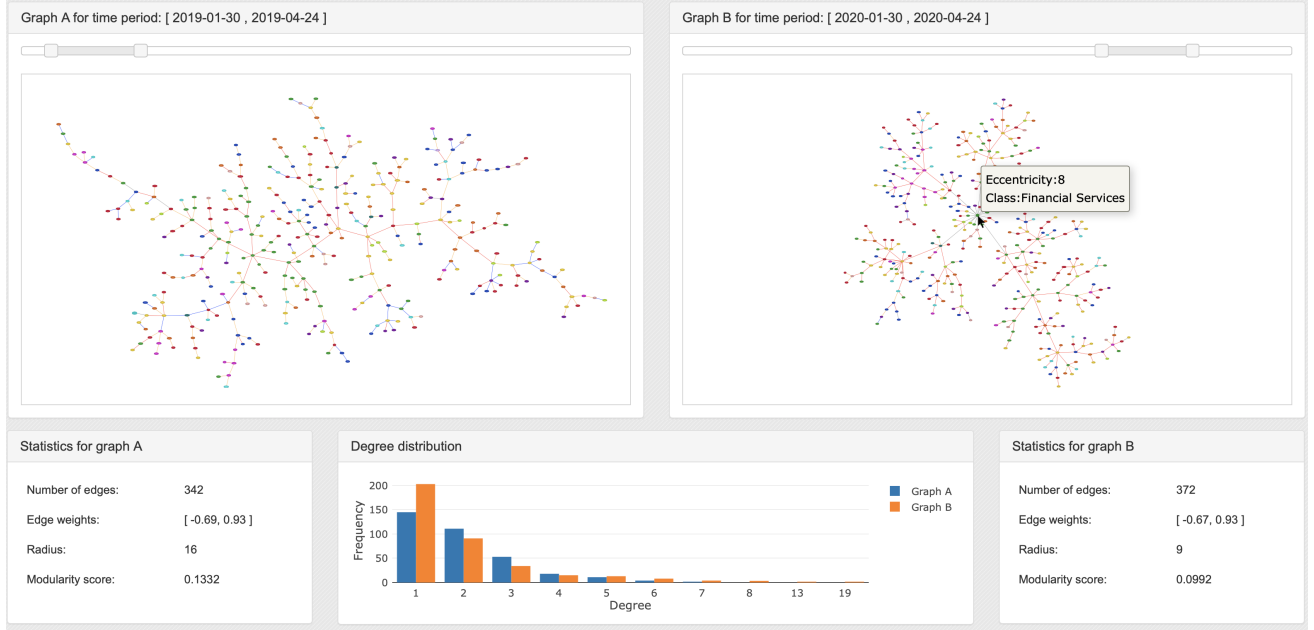 Graph A for time period: [ 2019-01-30 , 2019-04-24 ]
Graph B for time period: [ 2020-01-30 , 2020-04-24 ]
Eccentricity:8
Class:Financial Services
Statistics for graph A
Number of edges: 342
Edge weights: [ -0.69, 0.93 ]
Radius: 16
Modularity score: 0.1332
Degree distribution
200
150
100
50
0
Frequency
1 2 3 4 5 6 7 8 13 19
Degree
Graph A
Graph B
Statistics for graph B
Number of edges: 372
Edge weights: [ -0.67, 0.93 ]
Radius: 9
Modularity score: 0.0992